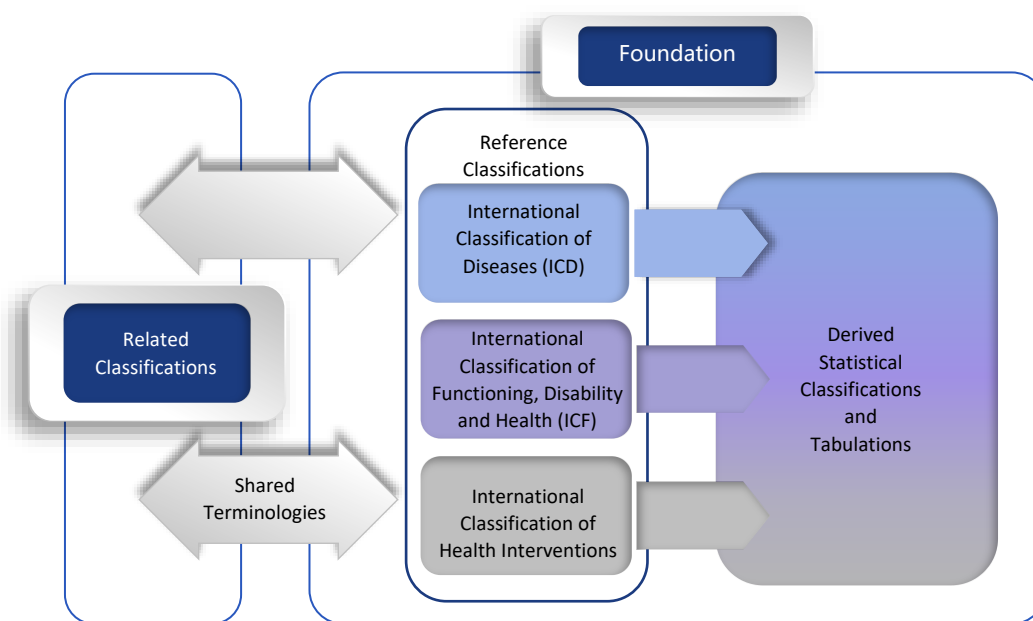 Foundation
Reference
Classifications
International
Classification of
Diseases (ICD)
Related
Classifications
International
Classification of
Functioning, Disability
and Health (ICF)
Derived
Statistical
Classifications
and
Tabulations
Shared
Terminologies
International
Classification of
Health Interventions